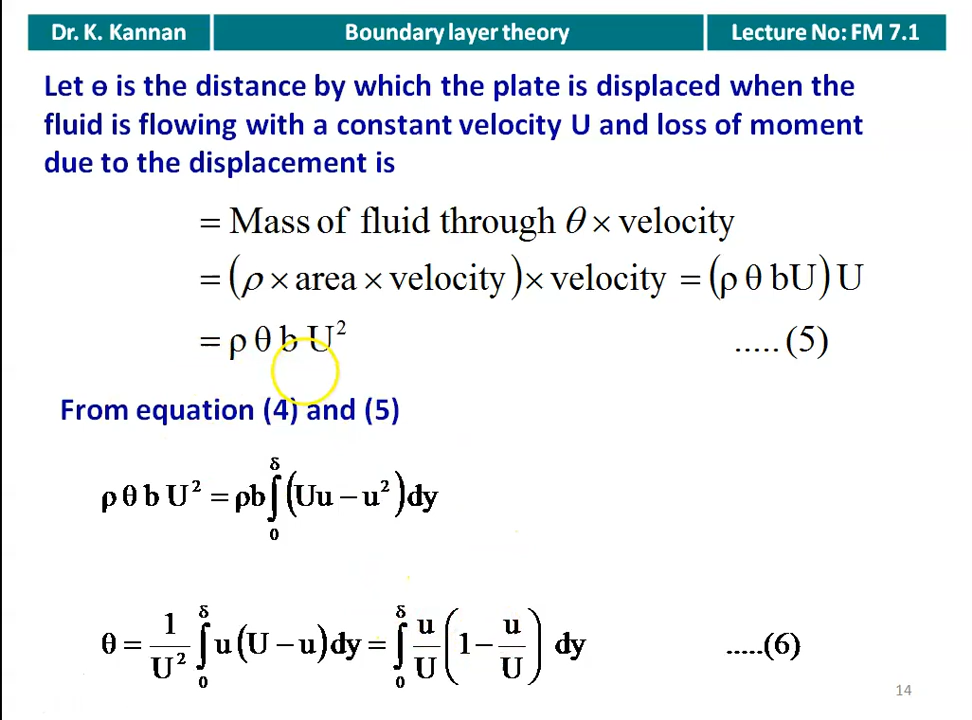 Dr. K. Kannan
Boundary layer theory
Lecture No: FM 7.1
Let ɵ is the distance by which the plate is displaced when the
fluid is flowing with a constant velocity U and loss of moment
due to the displacement is
= Mass of fluid through θ × velocity
= (ρ × area × velocity) × velocity = (ρ θ bU) U
= ρ θ b U² .....(5)
From equation (4) and (5)
ρ θ b U² = ρb ∫₀^δ (Uu − u²) dy
θ = 1/U² ∫₀^δ u (U − u) dy = ∫₀^δ u/U (1 − u/U) dy .....(6)
14